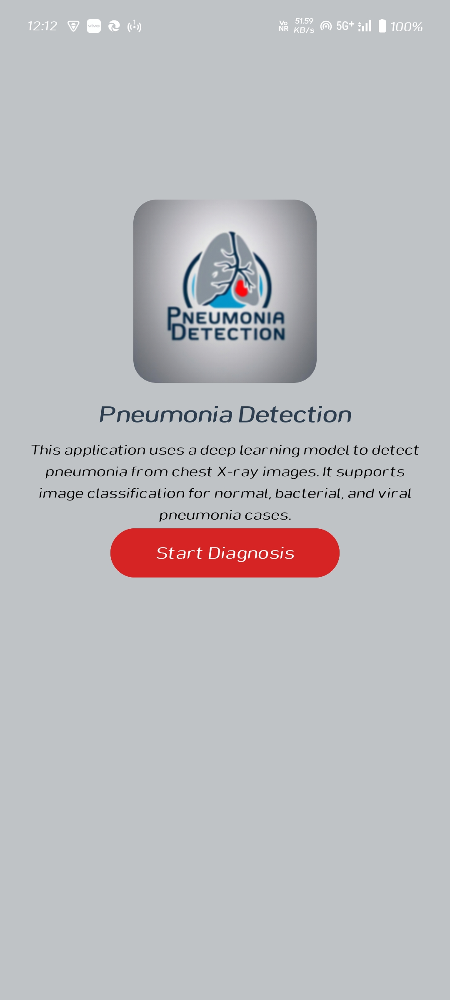 12:12
vivo
1
Vo
NR
51.59
KB/s
5G+
100%
PNEUMONIA
DETECTION
Pneumonia Detection
This application uses a deep learning model to detect
pneumonia from chest X-ray images. It supports
image classification for normal, bacterial, and viral
pneumonia cases.
Start Diagnosis